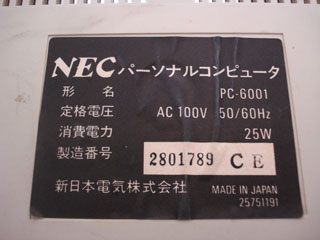 NEC パーソナルコンピュータ
形名 PC-6001
定格電圧 AC 100V 50/60Hz
消費電力 25W
製造番号 2801789 CE
新日本電気株式会社 MADE IN JAPAN
25751191